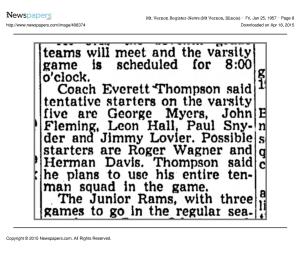 Newspapers
http://www.newspapers.com/image/
Mt. Vernon Register-News (Mt Vernon, Illinois) · Fri, Jan 25, 1957 · Page 8
Downloaded on Apr 18, 2015
teams will meet and the varsity
game is scheduled for 8:00
o'clock.
Coach Everett Thompson said
tentative starters on the varsity
five are George Myers, John
Fleming, Leon Hall, Paul Sny-
der and Jimmy Lovier. Possible
starters are Roger Wagner and
Herman Davis. Thompson said
he plans to use his entire ten-
man squad in the game.
The Junior Rams, with three
games to go in the regular sea-
Copyright © 2015 Newspapers.com. All Rights Reserved.